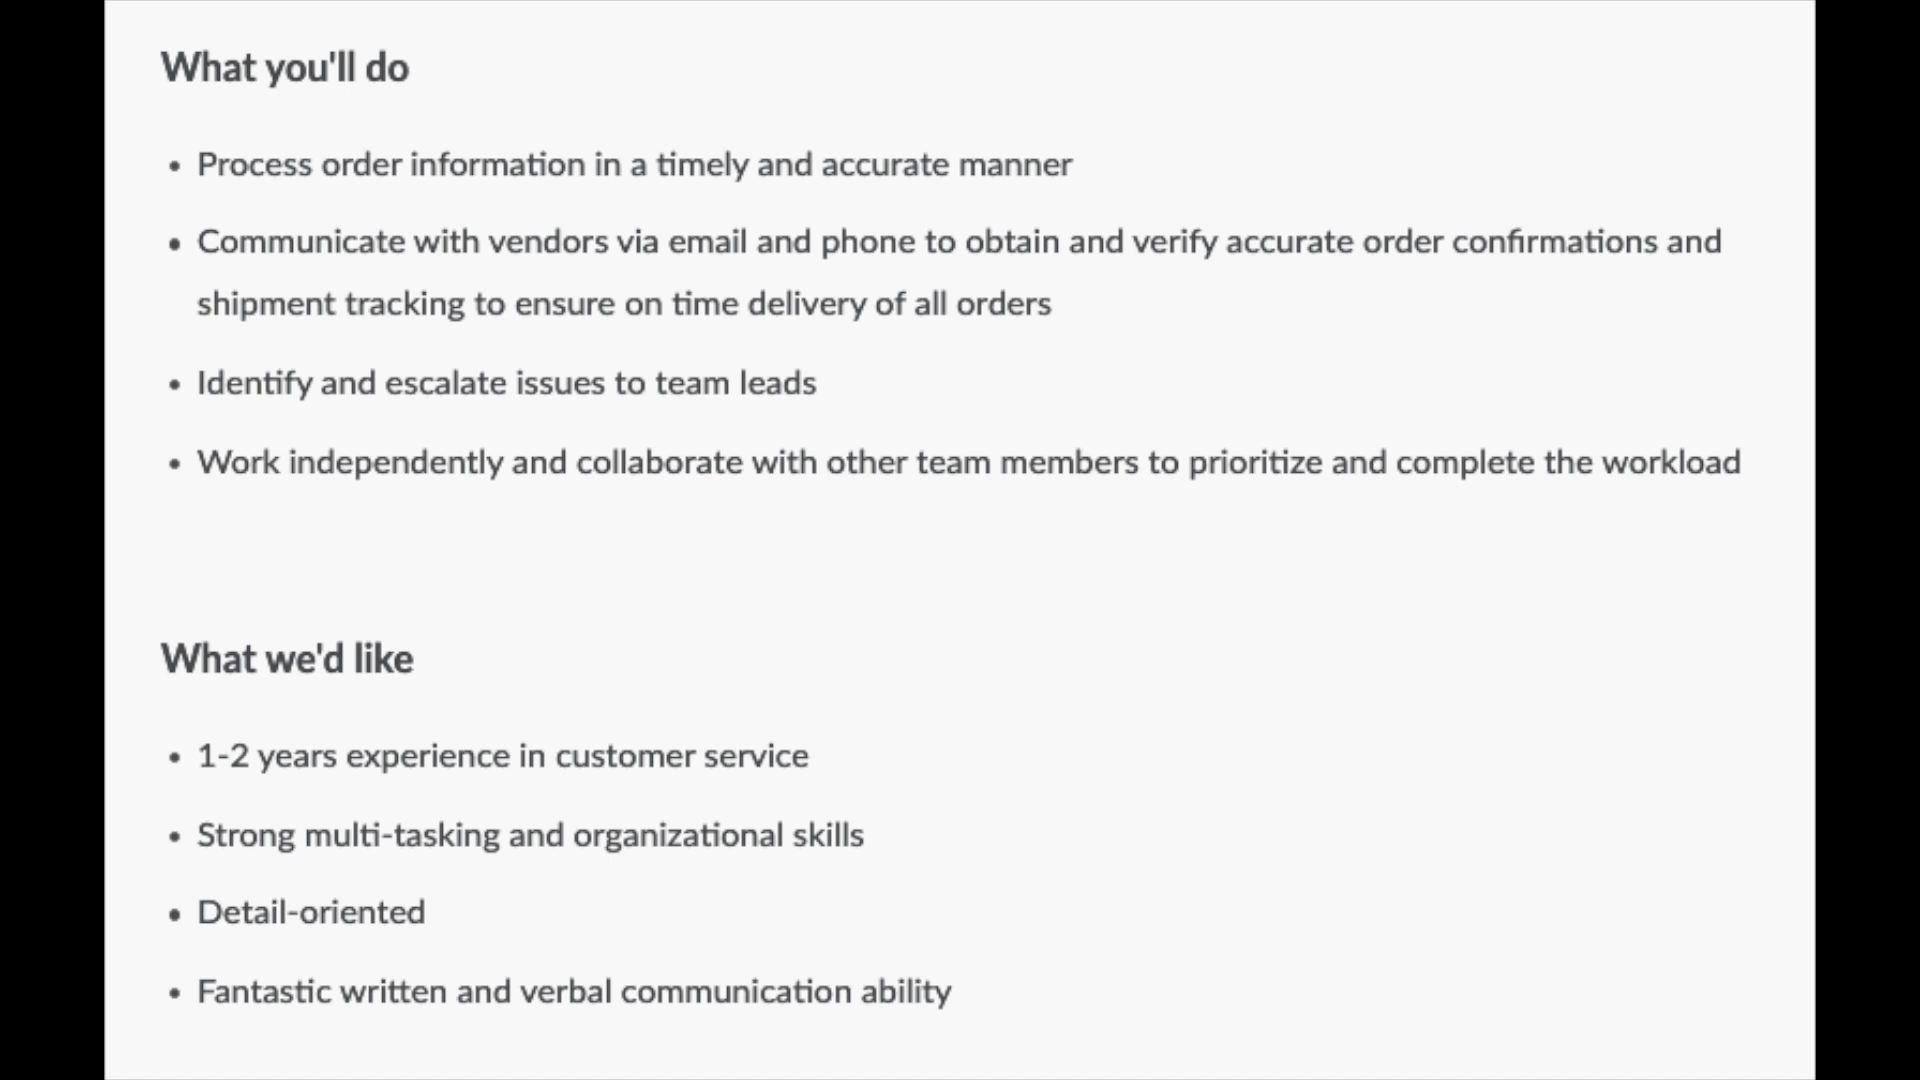 What you'll do
• Process order information in a timely and accurate manner
• Communicate with vendors via email and phone to obtain and verify accurate order confirmations and
shipment tracking to ensure on time delivery of all orders
• Identify and escalate issues to team leads
• Work independently and collaborate with other team members to prioritize and complete the workload
What we'd like
• 1-2 years experience in customer service
• Strong multi-tasking and organizational skills
• Detail-oriented
• Fantastic written and verbal communication ability